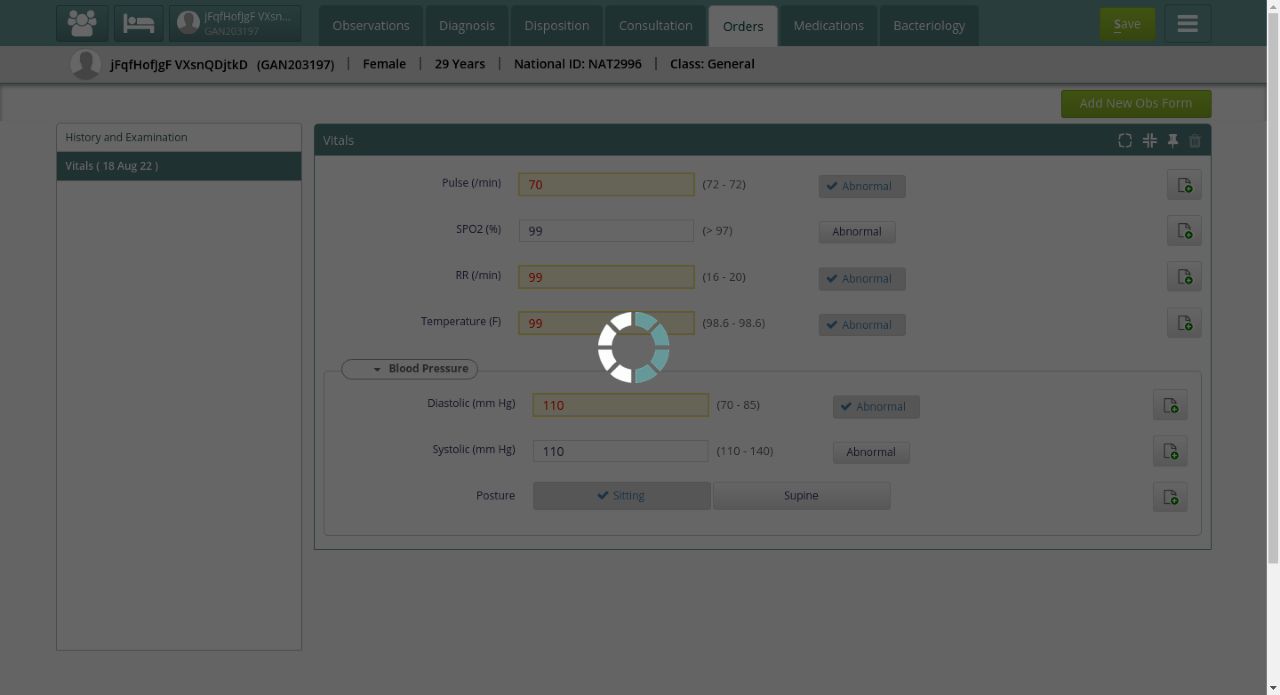 jFqfHofJgF VXsn...
GAN203197
Observations
Diagnosis
Disposition
Consultation
Orders
Medications
Bacteriology
Save
jFqfHofJgF VXsnQDjtkD (GAN203197) | Female | 29 Years | National ID: NAT2996 | Class: General
Add New Obs Form
History and Examination
Vitals ( 18 Aug 22 )
Vitals
Pulse (/min) 70 (72 - 72) Abnormal
SPO2 (%) 99 (> 97) Abnormal
RR (/min) 99 (16 - 20) Abnormal
Temperature (F) 99 (98.6 - 98.6) Abnormal
Blood Pressure
Diastolic (mm Hg) 110 (70 - 85) Abnormal
Systolic (mm Hg) 110 (110 - 140) Abnormal
Posture Sitting Supine